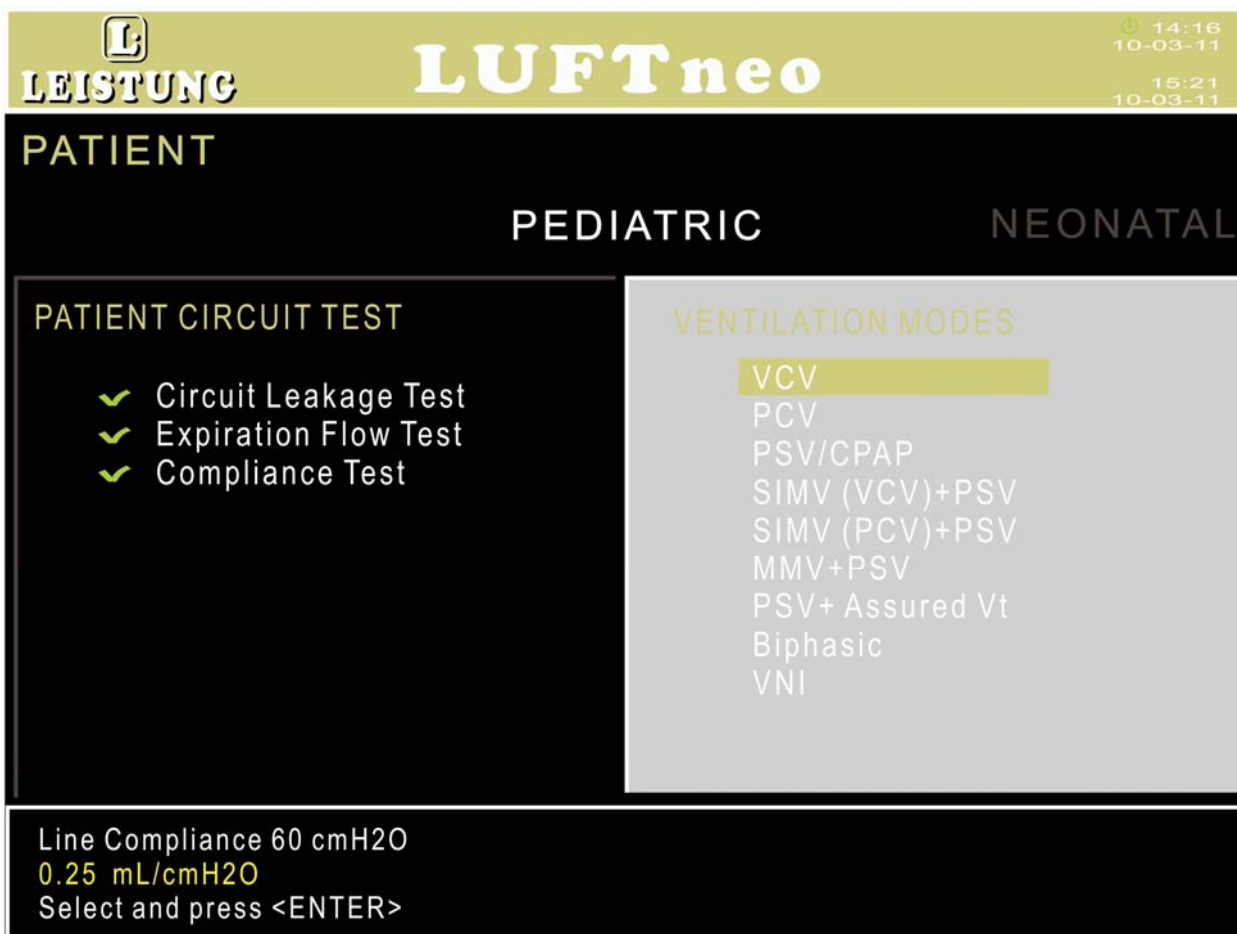 L
LEISTUNG
LUFTneo
14:16
10-03-11
15:21
10-03-11
PATIENT
PEDIATRIC
NEONATAL
PATIENT CIRCUIT TEST
Circuit Leakage Test
Expiration Flow Test
Compliance Test
VENTILATION MODES
VCV
PCV
PSV/CPAP
SIMV (VCV)+PSV
SIMV (PCV)+PSV
MMV+PSV
PSV+ Assured Vt
Biphasic
VNI
Line Compliance 60 cmH2O
0.25 mL/cmH2O
Select and press <ENTER>